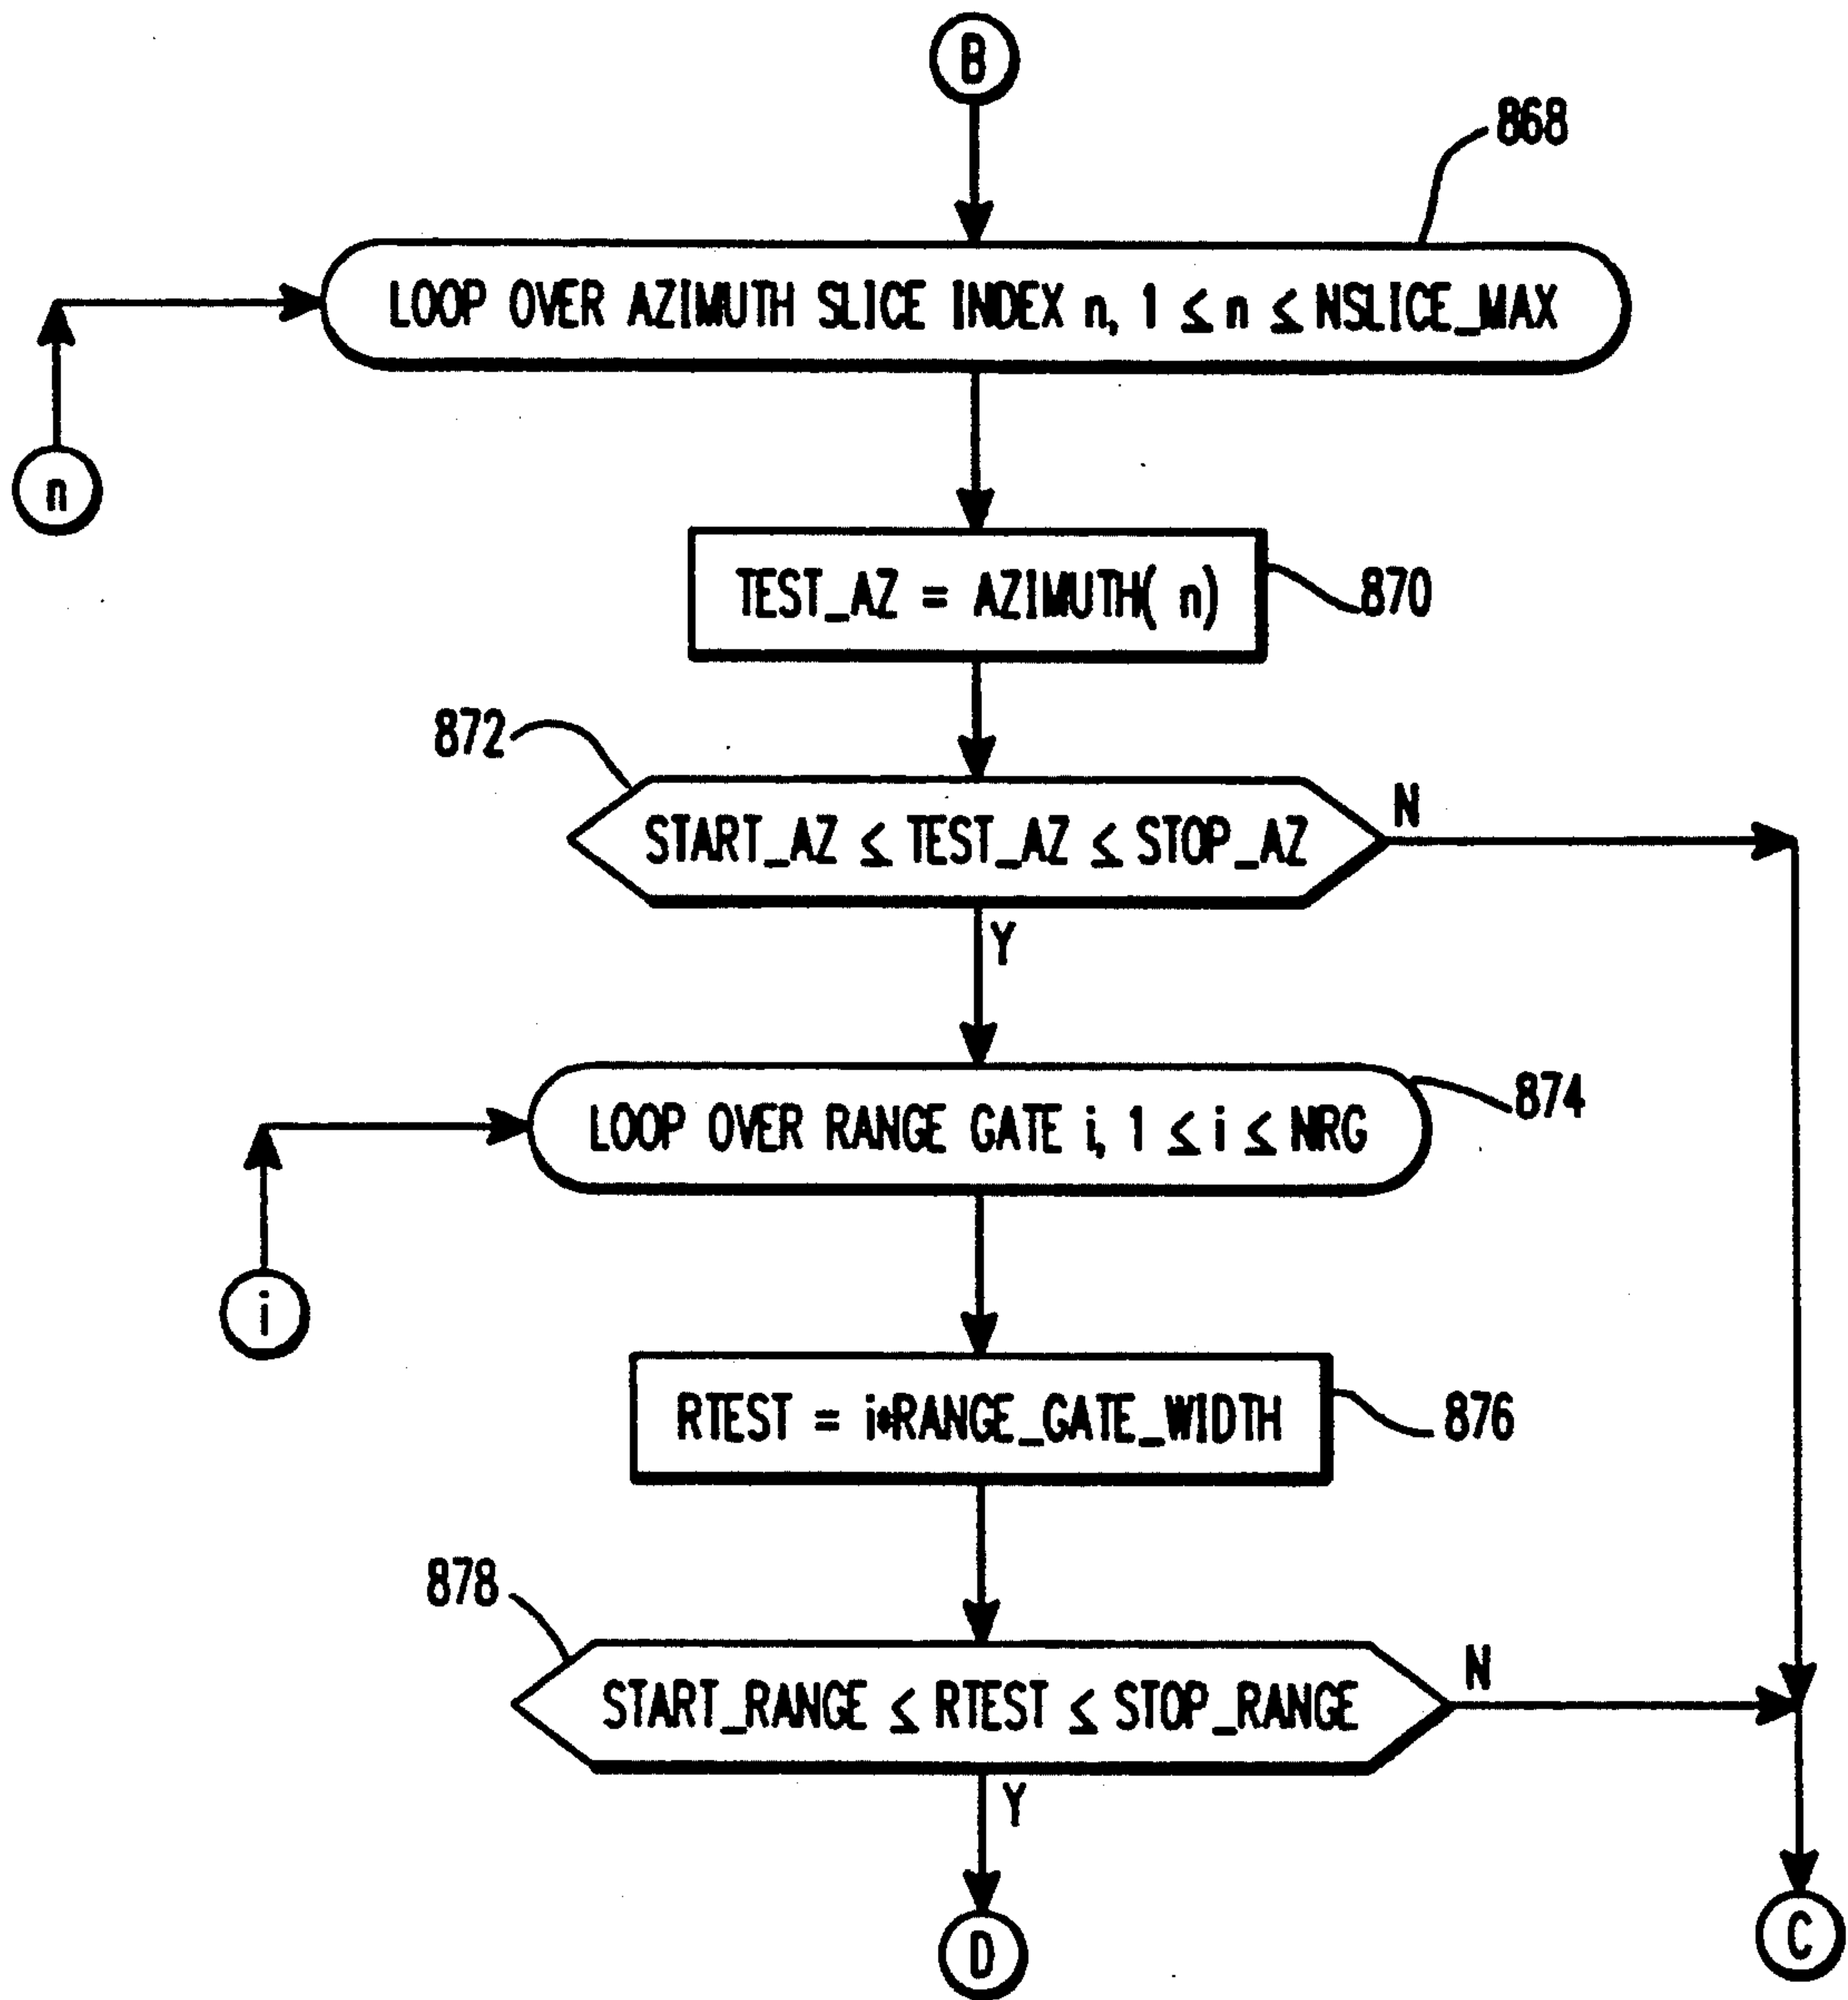 B
868
LOOP OVER AZIMUTH SLICE INDEX n, 1 ≤ n ≤ NSLICE_MAX
n
TEST_AZ = AZIMUTH( n)
870
872
START_AZ ≤ TEST_AZ ≤ STOP_AZ
N
Y
LOOP OVER RANGE GATE i, 1 ≤ i ≤ NRG
874
i
RTEST = i*RANGE_GATE_WIDTH
876
878
START_RANGE ≤ RTEST ≤ STOP_RANGE
N
Y
D
C